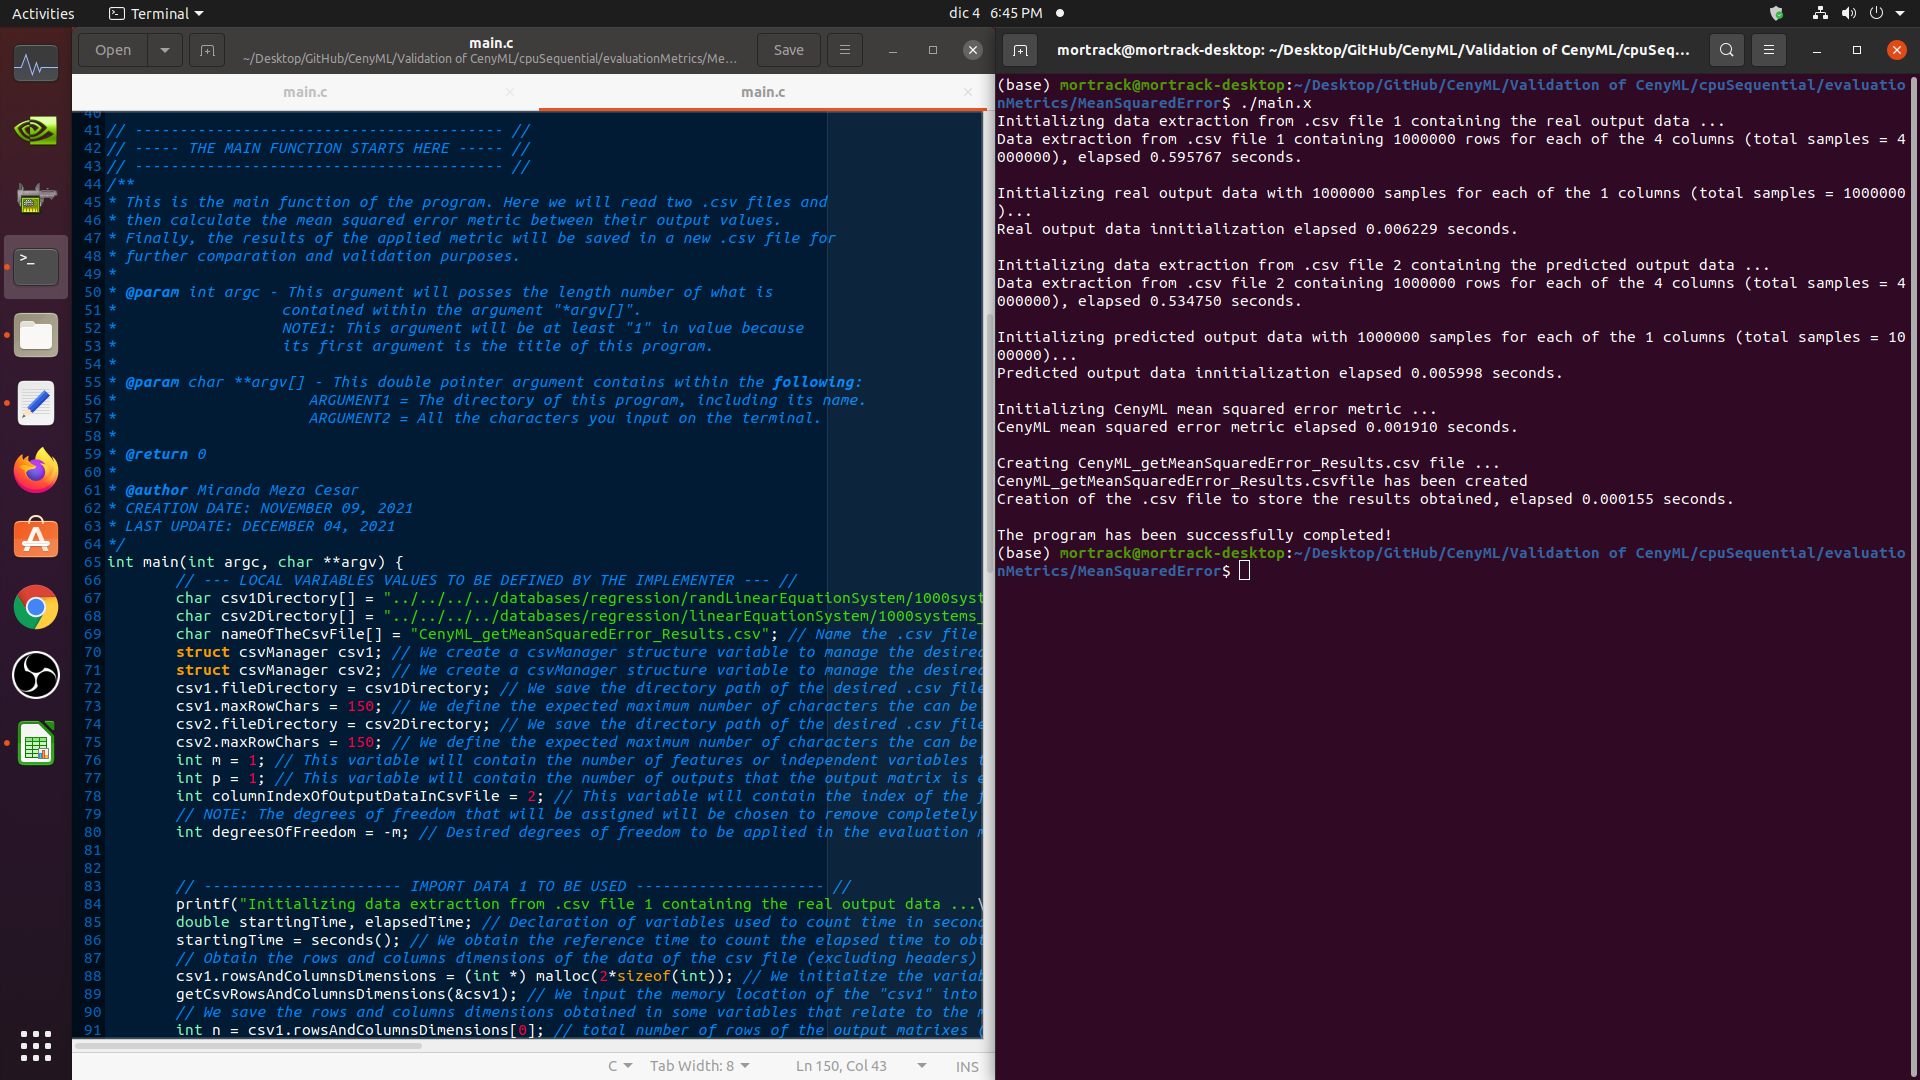 Activities
Terminal
dic 4 6:45 PM
Open
main.c
~/Desktop/GitHub/CenyML/Validation of CenyML/cpuSequential/evaluationMetrics/Me...
Save
mortrack@mortrack-desktop: ~/Desktop/GitHub/CenyML/Validation of CenyML/cpuSeq...
main.c
main.c
40
41 // ----------------------------------------- //
42 // ----- THE MAIN FUNCTION STARTS HERE ----- //
43 // ----------------------------------------- //
44 /**
45 * This is the main function of the program. Here we will read two .csv files and
46 * then calculate the mean squared error metric between their output values.
47 * Finally, the results of the applied metric will be saved in a new .csv file for
48 * further comparation and validation purposes.
49 *
50 * @param int argc - This argument will posses the length number of what is
51 * contained within the argument "*argv[]".
52 * NOTE1: This argument will be at least "1" in value because
53 * its first argument is the title of this program.
54 *
55 * @param char **argv[] - This double pointer argument contains within the following:
56 * ARGUMENT1 = The directory of this program, including its name.
57 * ARGUMENT2 = All the characters you input on the terminal.
58 *
59 * @return 0
60 *
61 * @author Miranda Meza Cesar
62 * CREATION DATE: NOVEMBER 09, 2021
63 * LAST UPDATE: DECEMBER 04, 2021
64 */
65 int main(int argc, char **argv) {
66 // --- LOCAL VARIABLES VALUES TO BE DEFINED BY THE IMPLEMENTER --- //
67 char csv1Directory[] = "../../../../databases/regression/randLinearEquationSystem/1000syst
68 char csv2Directory[] = "../../../../databases/regression/linearEquationSystem/1000systems_
69 char nameOfTheCsvFile[] = "CenyML_getMeanSquaredError_Results.csv"; // Name the .csv file
70 struct csvManager csv1; // We create a csvManager structure variable to manage the desired
71 struct csvManager csv2; // We create a csvManager structure variable to manage the desired
72 csv1.fileDirectory = csv1Directory; // We save the directory path of the desired .csv file
73 csv1.maxRowChars = 150; // We define the expected maximum number of characters the can be
74 csv2.fileDirectory = csv2Directory; // We save the directory path of the desired .csv file
75 csv2.maxRowChars = 150; // We define the expected maximum number of characters the can be
76 int m = 1; // This variable will contain the number of features or independent variables
77 int p = 1; // This variable will contain the number of outputs that the output matrix is
78 int columnIndexOfOutputDataInCsvFile = 2; // This variable will contain the index of the
79 // NOTE: The degrees of freedom that will be assigned will be chosen to remove completely
80 int degreesOfFreedom = -m; // Desired degrees of freedom to be applied in the evaluation
81
82
83 // ---------------------- IMPORT DATA 1 TO BE USED --------------------- //
84 printf("Initializing data extraction from .csv file 1 containing the real output data ...\
85 double startingTime, elapsedTime; // Declaration of variables used to count time in
86 startingTime = seconds(); // We obtain the reference time to count the elapsed time to
87 // Obtain the rows and columns dimensions of the data of the csv file (excluding headers)
88 csv1.rowsAndColumnsDimensions = (int *) malloc(2*sizeof(int)); // We initialize the
89 getCsvRowsAndColumnsDimensions(&csv1); // We input the memory location of the "csv1" into
90 // We save the rows and columns dimensions obtained in some variables that relate to the
91 int n = csv1.rowsAndColumnsDimensions[0]; // total number of rows of the output matrixes (
C
Tab Width: 8
Ln 150, Col 43
INS
(base) mortrack@mortrack-desktop:~/Desktop/GitHub/CenyML/Validation of CenyML/cpuSequential/evaluatio
nMetrics/MeanSquaredError$ ./main.x
Initializing data extraction from .csv file 1 containing the real output data ...
Data extraction from .csv file 1 containing 1000000 rows for each of the 4 columns (total samples = 4
000000), elapsed 0.595767 seconds.
Initializing real output data with 1000000 samples for each of the 1 columns (total samples = 1000000
)...
Real output data innitialization elapsed 0.006229 seconds.
Initializing data extraction from .csv file 2 containing the predicted output data ...
Data extraction from .csv file 2 containing 1000000 rows for each of the 4 columns (total samples = 4
000000), elapsed 0.534750 seconds.
Initializing predicted output data with 1000000 samples for each of the 1 columns (total samples = 10
00000)...
Predicted output data innitialization elapsed 0.005998 seconds.
Initializing CenyML mean squared error metric ...
CenyML mean squared error metric elapsed 0.001910 seconds.
Creating CenyML_getMeanSquaredError_Results.csv file ...
CenyML_getMeanSquaredError_Results.csvfile has been created
Creation of the .csv file to store the results obtained, elapsed 0.000155 seconds.
The program has been successfully completed!
(base) mortrack@mortrack-desktop:~/Desktop/GitHub/CenyML/Validation of CenyML/cpuSequential/evaluatio
nMetrics/MeanSquaredError$